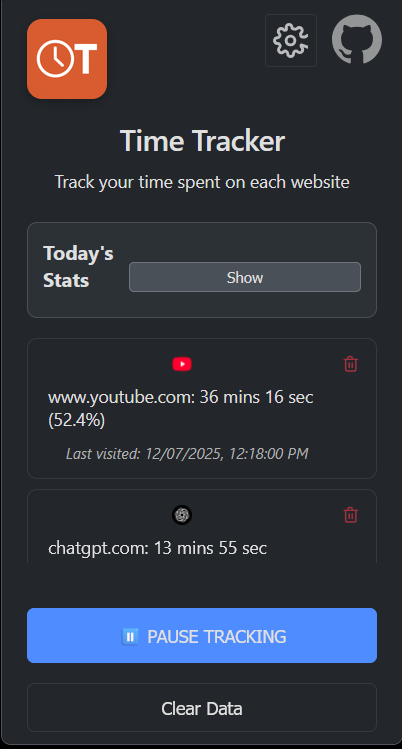 T
Time Tracker
Track your time spent on each website
Today's
Stats
Show
www.youtube.com: 36 mins 16 sec
(52.4%)
Last visited: 12/07/2025, 12:18:00 PM
chatgpt.com: 13 mins 55 sec
PAUSE TRACKING
Clear Data